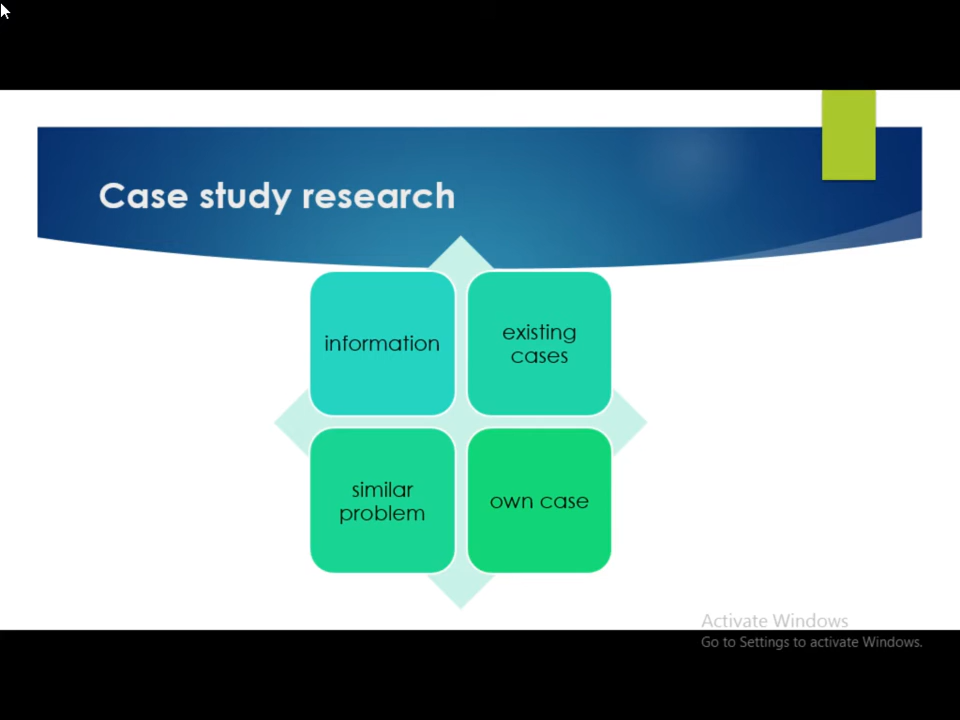 Case study research
information
existing
cases
similar
problem
own case
Activate Windows
Go to Settings to activate Windows.